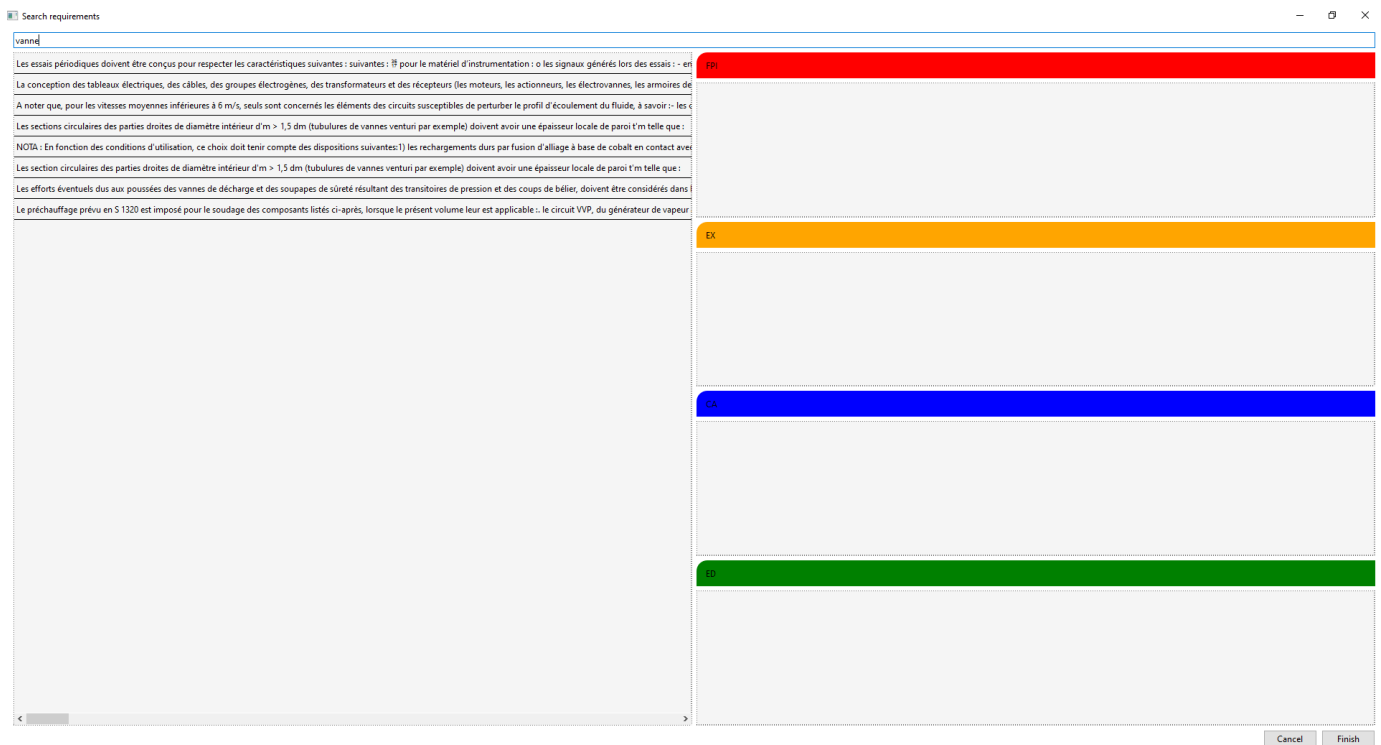 Search requirements
vanne
Les essais périodiques doivent être conçus pour respecter les caractéristiques suivantes : suivantes : pour le matériel d'instrumentation : o les signaux générés lors des essais : - en
La conception des tableaux électriques, des câbles, des groupes électrogènes, des transformateurs et des récepteurs (les moteurs, les actionneurs, les électrovannes, les armoires de
A noter que, pour les vitesses moyennes inférieures à 6 m/s, seuls sont concernés les éléments des circuits susceptibles de perturber le profil d'écoulement du fluide, à savoir :- les
Les sections circulaires des parties droites de diamètre intérieur d'm > 1,5 dm (tubulures de vannes venturi par exemple) doivent avoir une épaisseur locale de paroi t'm telle que :
NOTA : En fonction des conditions d'utilisation, ce choix doit tenir compte des dispositions suivantes:1) les rechargements durs par fusion d'alliage à base de cobalt en contact avec
Les section circulaires des parties droites de diamètre intérieur d'm > 1,5 dm (tubulures de vannes venturi par exemple) doivent avoir une épaisseur locale de paroi t'm telle que :
Les efforts éventuels dus aux poussées des vannes de décharge et des soupapes de sûreté résultant des transitoires de pression et des coups de bélier, doivent être considérés dans
Le préchauffage prévu en S 1320 est imposé pour le soudage des composants listés ci-après, lorsque le présent volume leur est applicable :. le circuit VVP, du générateur de vapeur
FPI
EX
CA
ED
Cancel
Finish